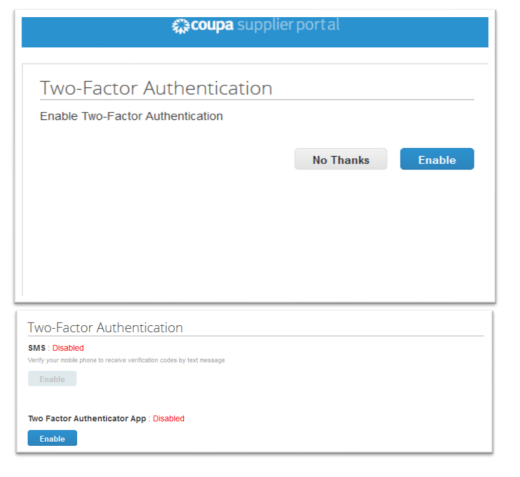 coupa supplier portal
Two-Factor Authentication
Enable Two-Factor Authentication
No Thanks Enable
Two-Factor Authentication
SMS : Disabled
Verify your mobile phone to receive verification codes by text message
Enable
Two Factor Authenticator App : Disabled
Enable